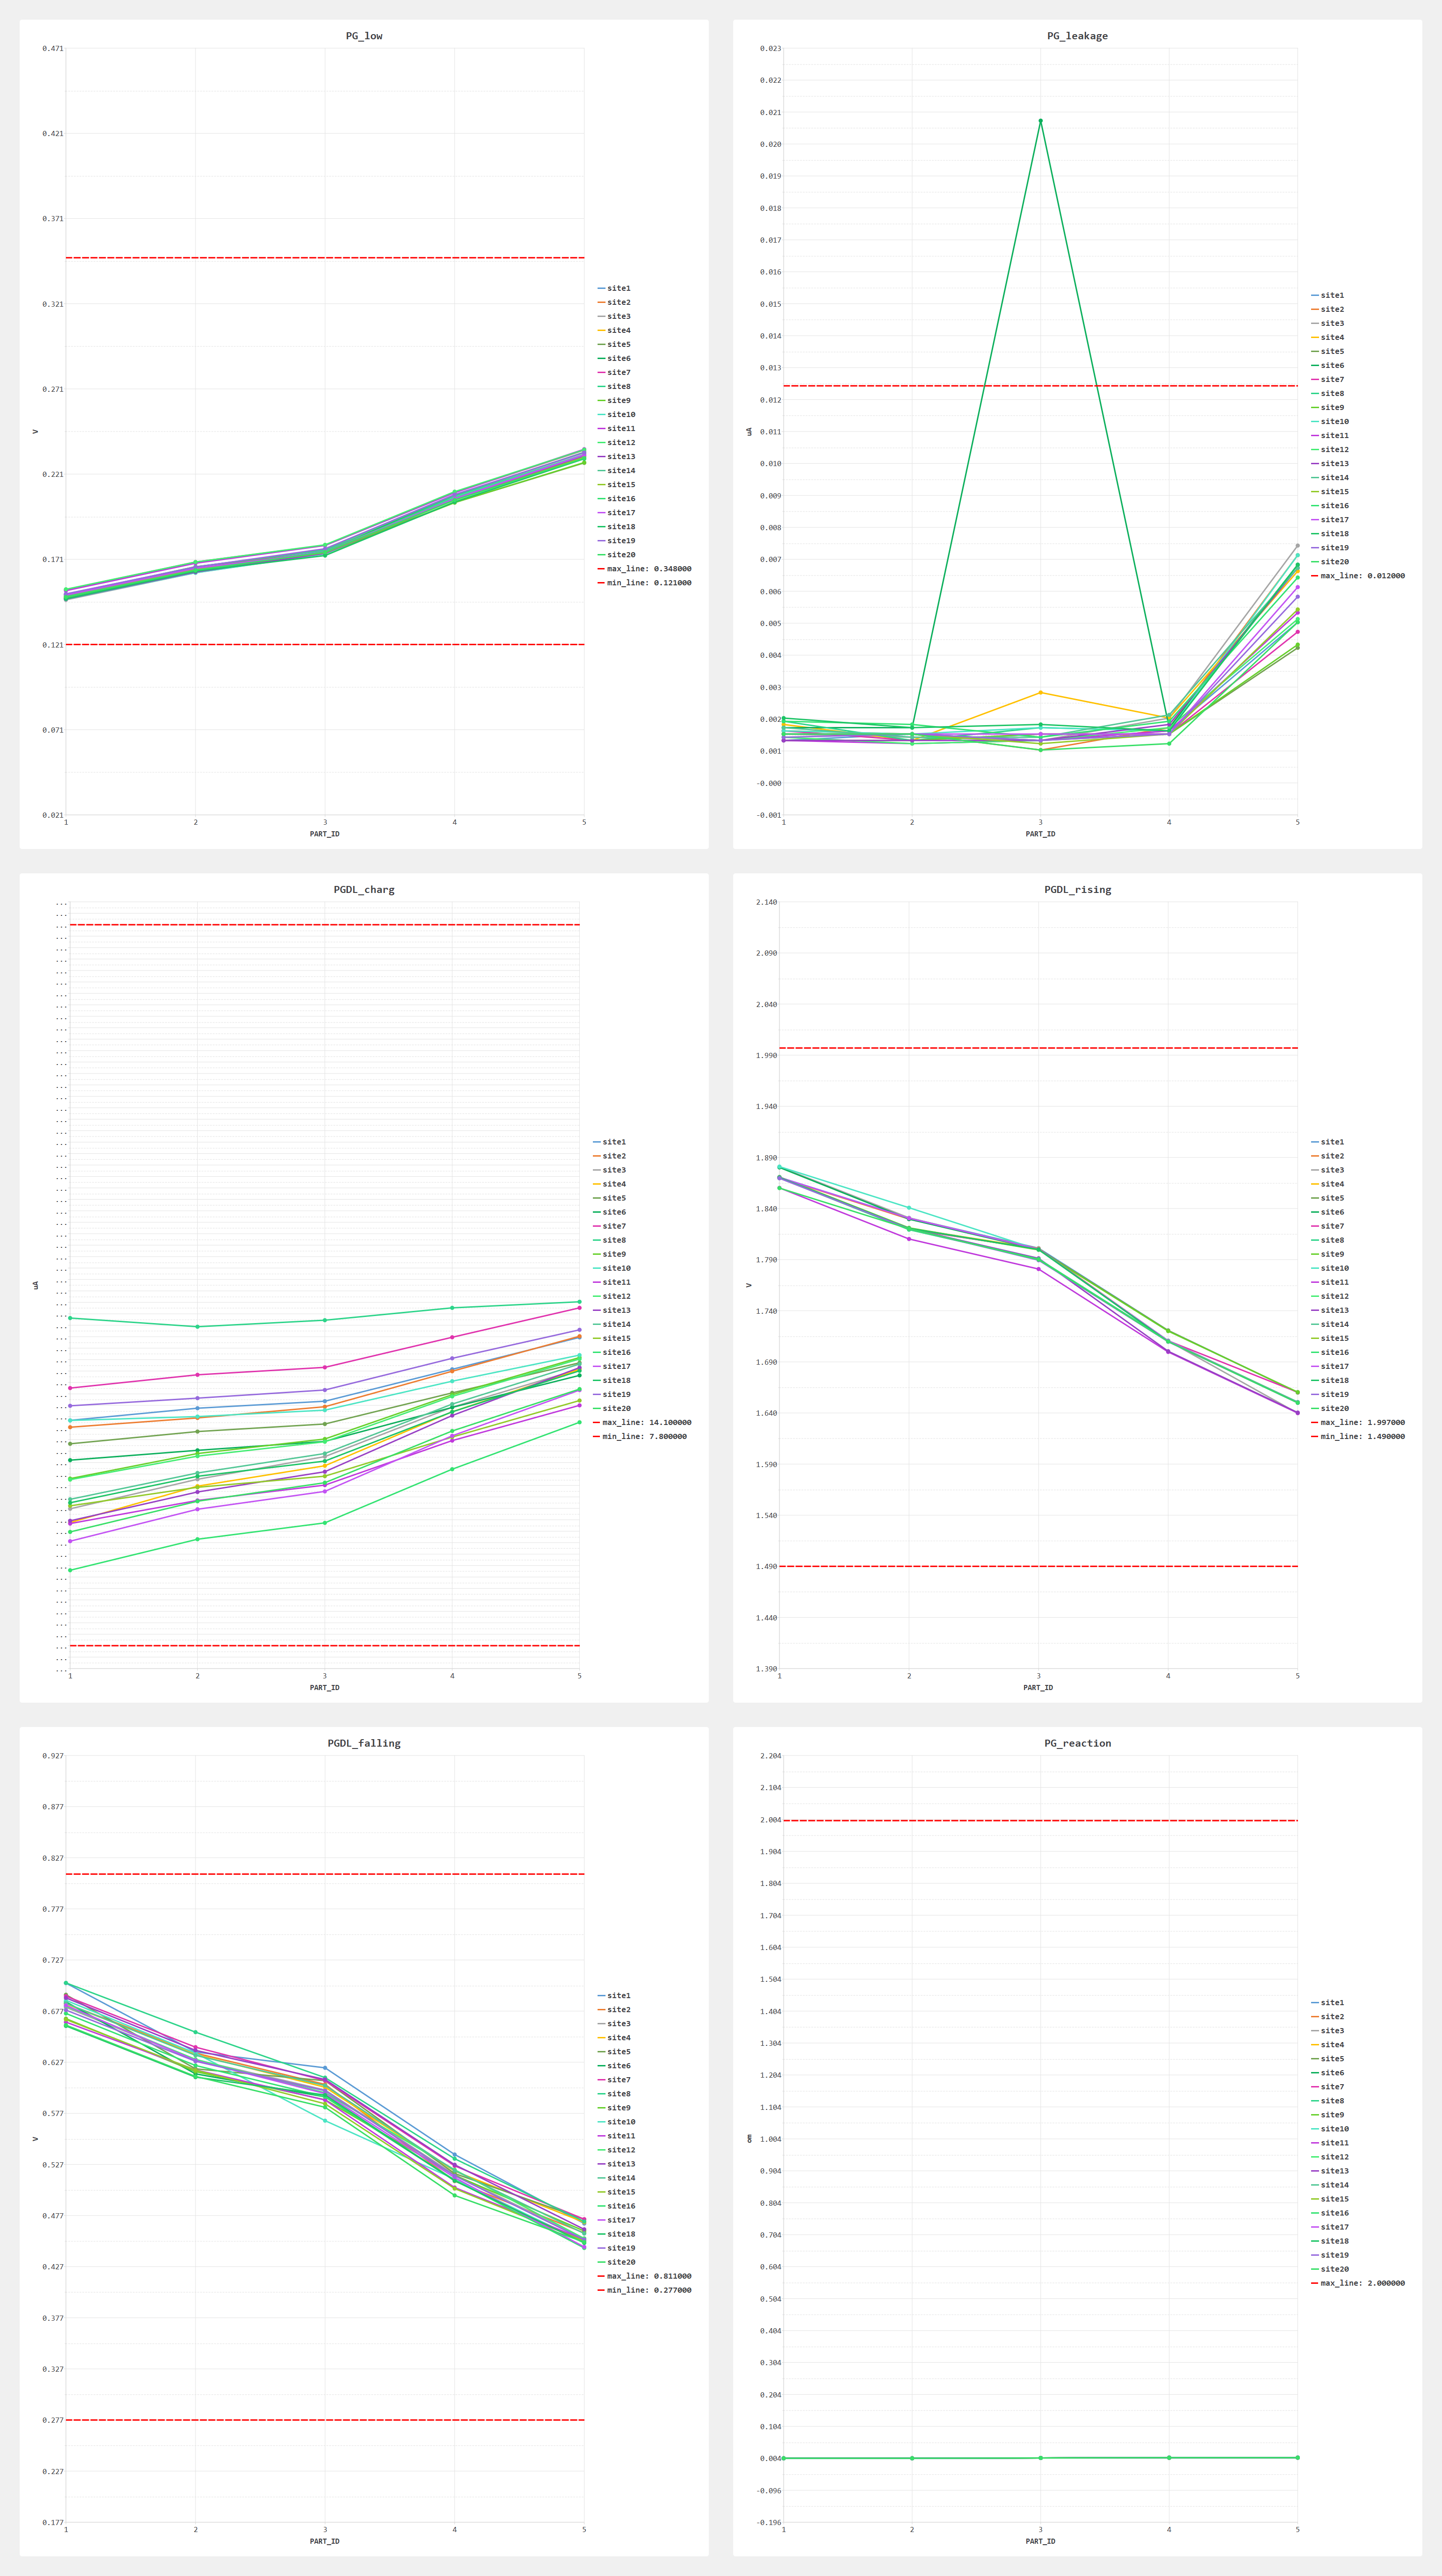 PG_low
0.471
0.421
0.371
0.321
0.271
0.221
0.171
0.121
0.071
0.021
V
1 2 3 4 5
PART_ID
site1
site2
site3
site4
site5
site6
site7
site8
site9
site10
site11
site12
site13
site14
site15
site16
site17
site18
site19
site20
max_line: 0.348000
min_line: 0.121000
PG_leakage
0.023
0.022
0.021
0.020
0.019
0.018
0.017
0.016
0.015
0.014
0.013
0.012
0.011
0.010
0.009
0.008
0.007
0.006
0.005
0.004
0.003
0.002
0.001
-0.000
-0.001
uA
1 2 3 4 5
PART_ID
site1
site2
site3
site4
site5
site6
site7
site8
site9
site10
site11
site12
site13
site14
site15
site16
site17
site18
site19
site20
max_line: 0.012000
PGDL_charg
uA
1 2 3 4 5
PART_ID
site1
site2
site3
site4
site5
site6
site7
site8
site9
site10
site11
site12
site13
site14
site15
site16
site17
site18
site19
site20
max_line: 14.100000
min_line: 7.800000
PGDL_rising
2.140
2.090
2.040
1.990
1.940
1.890
1.840
1.790
1.740
1.690
1.640
1.590
1.540
1.490
1.440
1.390
V
1 2 3 4 5
PART_ID
site1
site2
site3
site4
site5
site6
site7
site8
site9
site10
site11
site12
site13
site14
site15
site16
site17
site18
site19
site20
max_line: 1.997000
min_line: 1.490000
PGDL_falling
0.927
0.877
0.827
0.777
0.727
0.677
0.627
0.577
0.527
0.477
0.427
0.377
0.327
0.277
0.227
0.177
V
1 2 3 4 5
PART_ID
site1
site2
site3
site4
site5
site6
site7
site8
site9
site10
site11
site12
site13
site14
site15
site16
site17
site18
site19
site20
max_line: 0.811000
min_line: 0.277000
PG_reaction
2.204
2.104
2.004
1.904
1.804
1.704
1.604
1.504
1.404
1.304
1.204
1.104
1.004
0.904
0.804
0.704
0.604
0.504
0.404
0.304
0.204
0.104
0.004
-0.096
-0.196
1 2 3 4 5
PART_ID
site1
site2
site3
site4
site5
site6
site7
site8
site9
site10
site11
site12
site13
site14
site15
site16
site17
site18
site19
site20
max_line: 2.000000